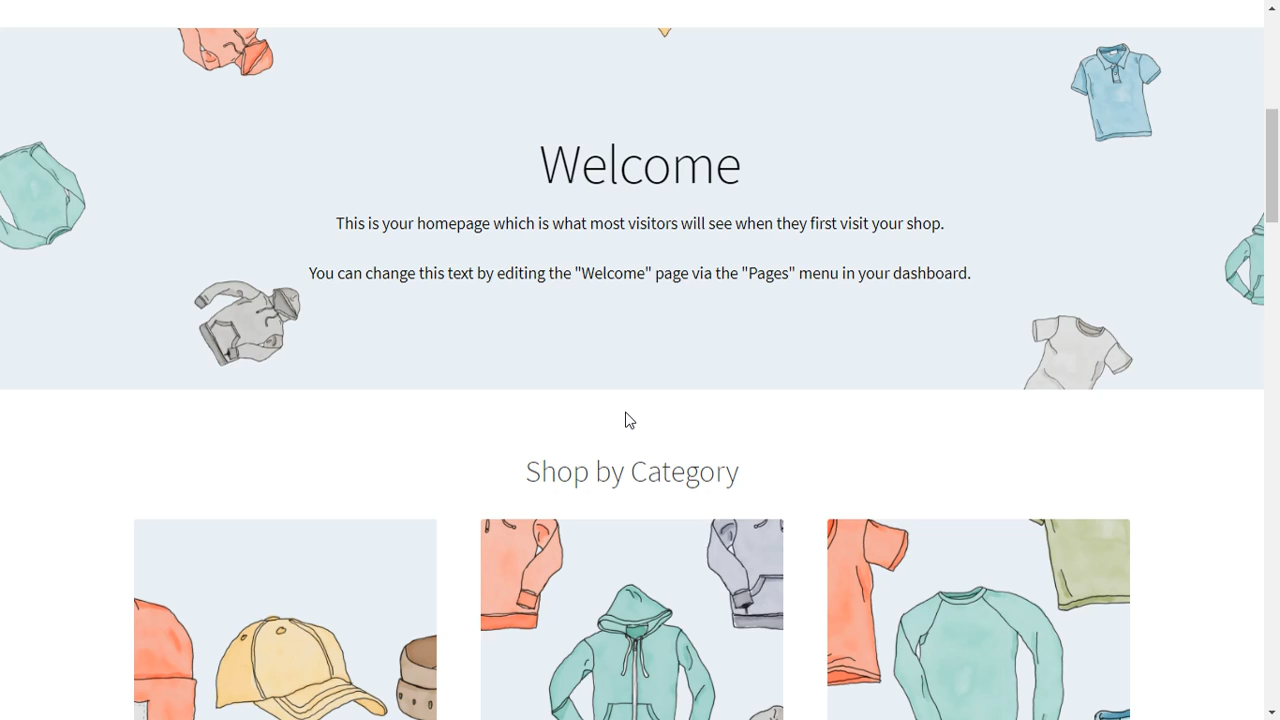 Welcome
This is your homepage which is what most visitors will see when they first visit your shop.
You can change this text by editing the "Welcome" page via the "Pages" menu in your dashboard.
Shop by Category